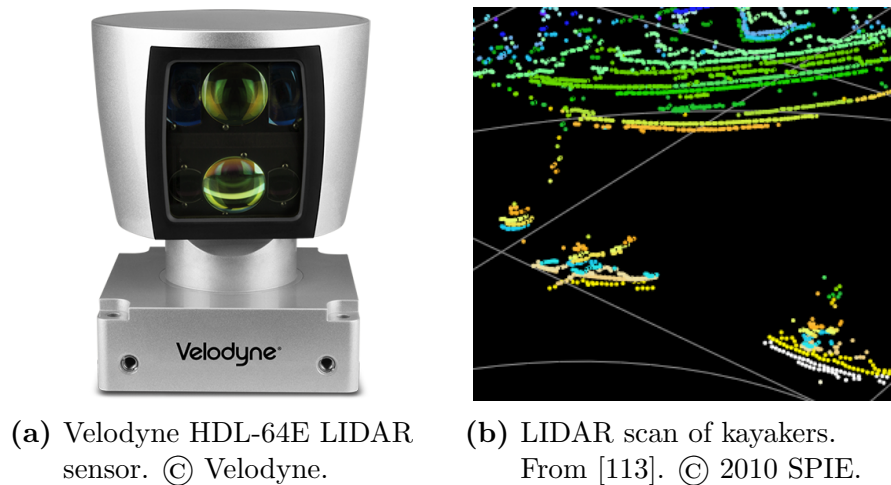 Velodyne®
(a) Velodyne HDL-64E LIDAR
sensor. © Velodyne.
(b) LIDAR scan of kayakers.
From [113]. © 2010 SPIE.